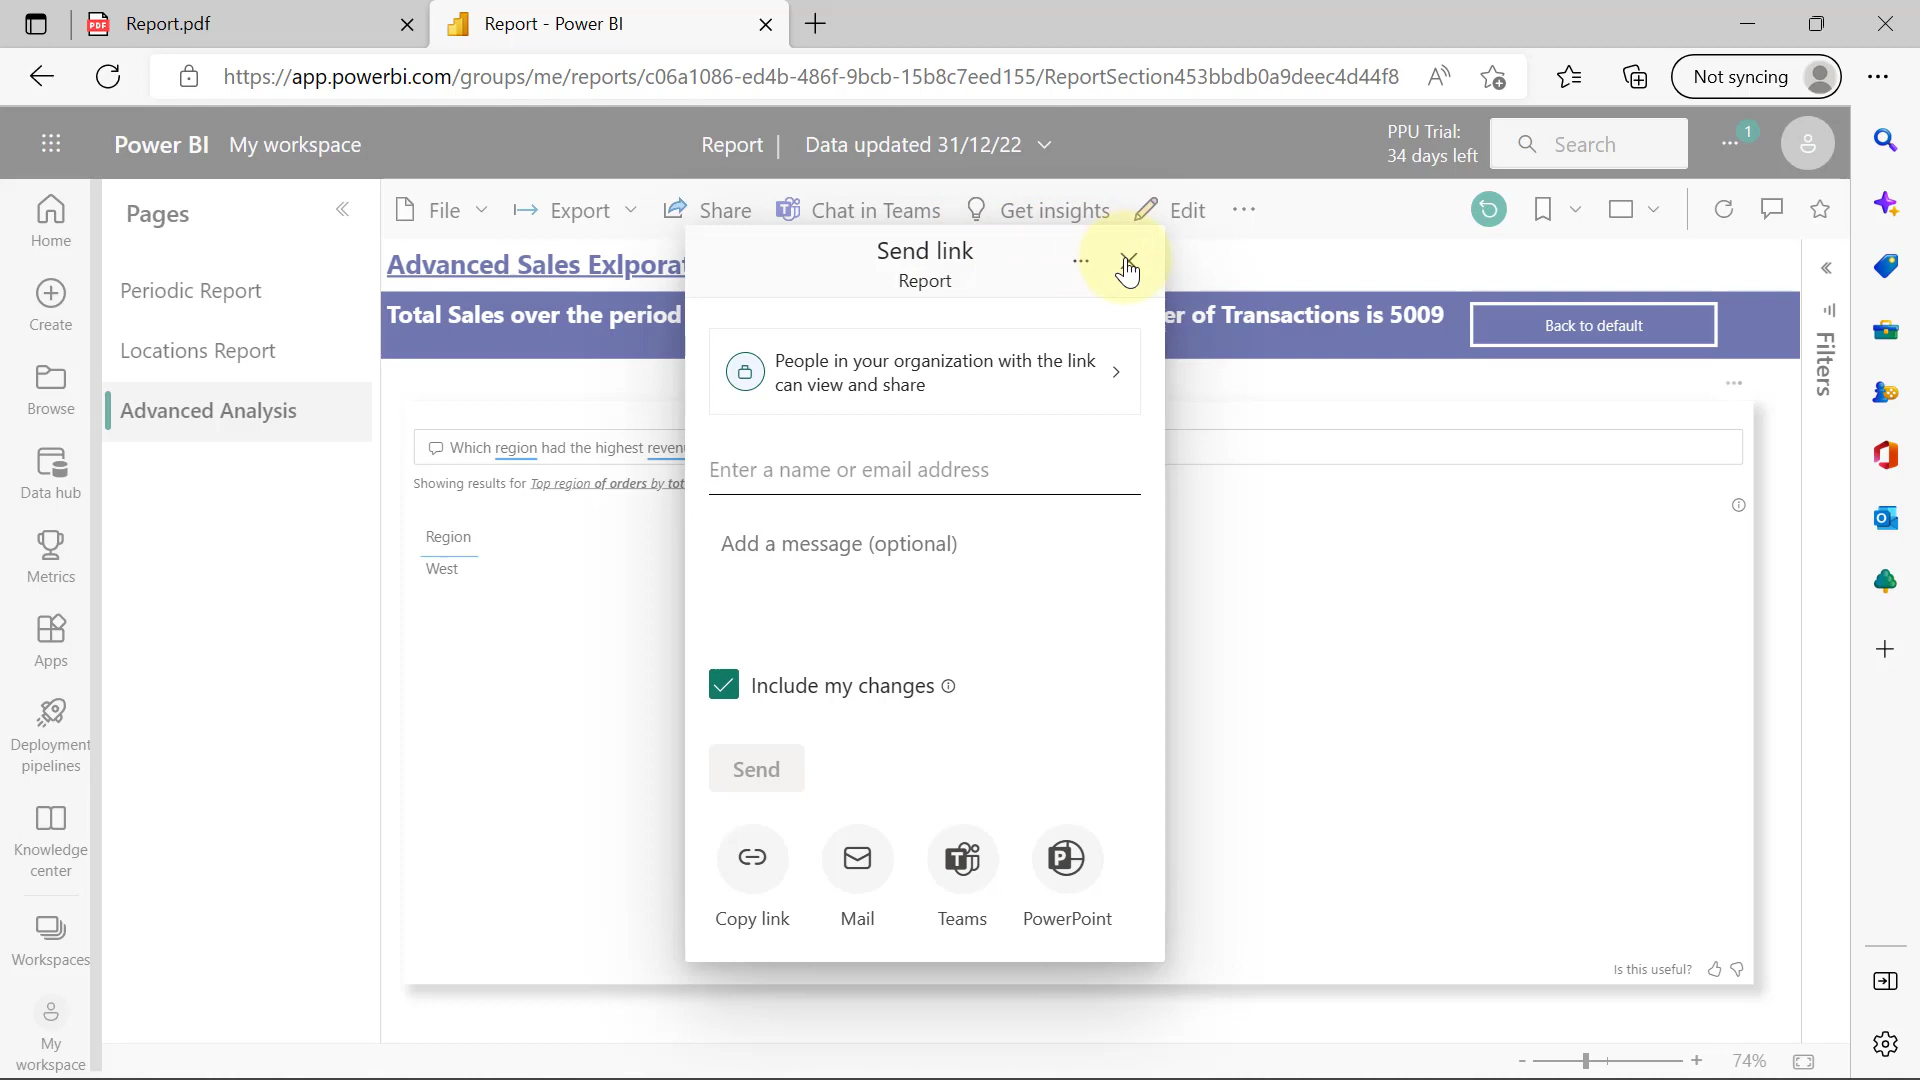 Report.pdf
Report - Power BI
https://app.powerbi.com/groups/me/reports/c06a1086-ed4b-486f-9bcb-15b8c7eed155/ReportSection453bbdb0a9deec4d44f8
Not syncing
Power BI My workspace
Report | Data updated 31/12/22
PPU Trial:
34 days left
Search
1
Home
Create
Browse
Data hub
Metrics
Apps
Deployment
pipelines
Knowledge
center
Workspaces
My
workspace
Pages
Periodic Report
Locations Report
Advanced Analysis
File
Export
Share
Chat in Teams
Get insights
Edit
Advanced Sales Exlporat
Total Sales over the period
er of Transactions is 5009
Back to default
Filters
Which region had the highest revenu
Showing results for Top region of orders by tot
Region
West
Send link
Report
People in your organization with the link
can view and share
Enter a name or email address
Add a message (optional)
Include my changes
Send
Copy link
Mail
Teams
PowerPoint
Is this useful?
- + 74%